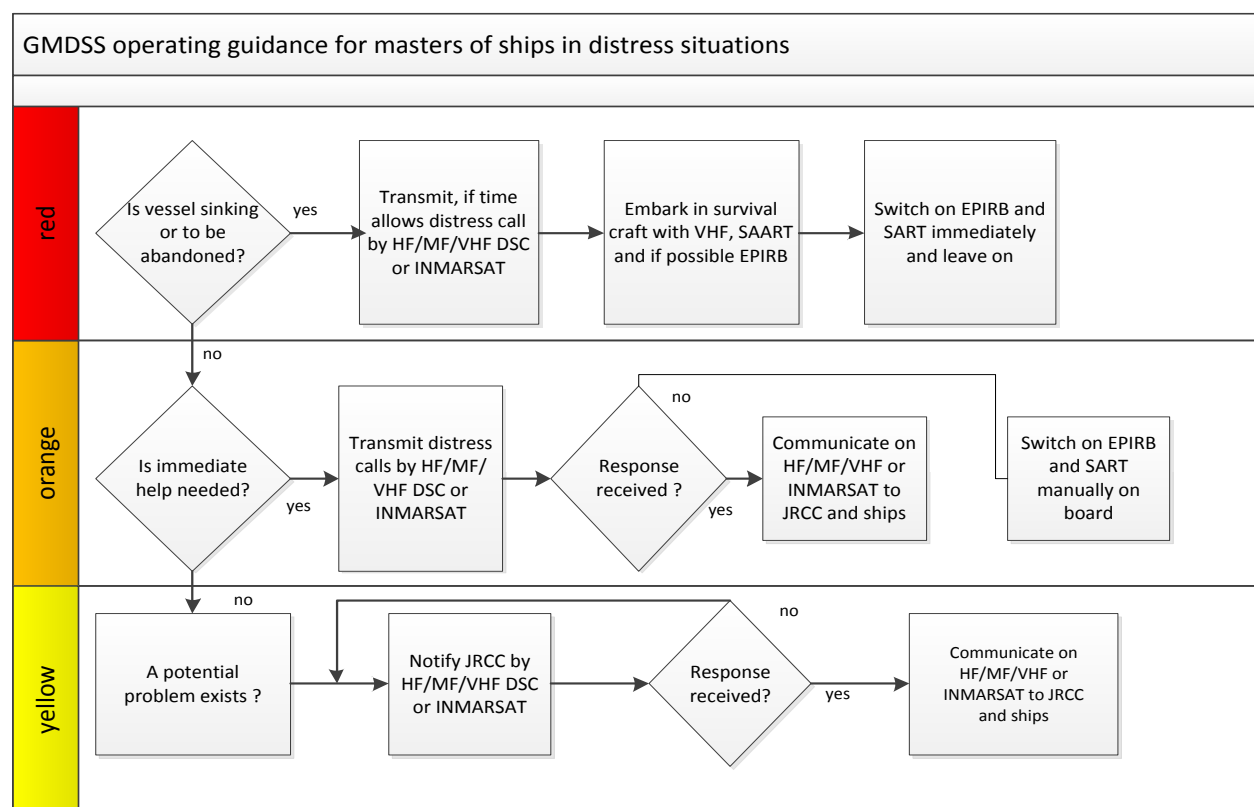 GMDSS operating guidance for masters of ships in distress situations
red
Is vessel sinking
or to be
abandoned?
yes
Transmit, if time
allows distress call
by HF/MF/VHF DSC
or INMARSAT
Embark in survival
craft with VHF, SAART
and if possible EPIRB
Switch on EPIRB and
SART immediately
and leave on
no
orange
Is immediate
help needed?
yes
Transmit distress
calls by HF/MF/
VHF DSC or
INMARSAT
Response
received ?
no
yes
Communicate on
HF/MF/VHF or
INMARSAT to
JRCC and ships
Switch on EPIRB
and SART
manually on
board
no
yellow
A potential
problem exists ?
Notify JRCC by
HF/MF/VHF DSC
or INMARSAT
Response
received?
no
yes
Communicate on
HF/MF/VHF or
INMARSAT to JRCC
and ships